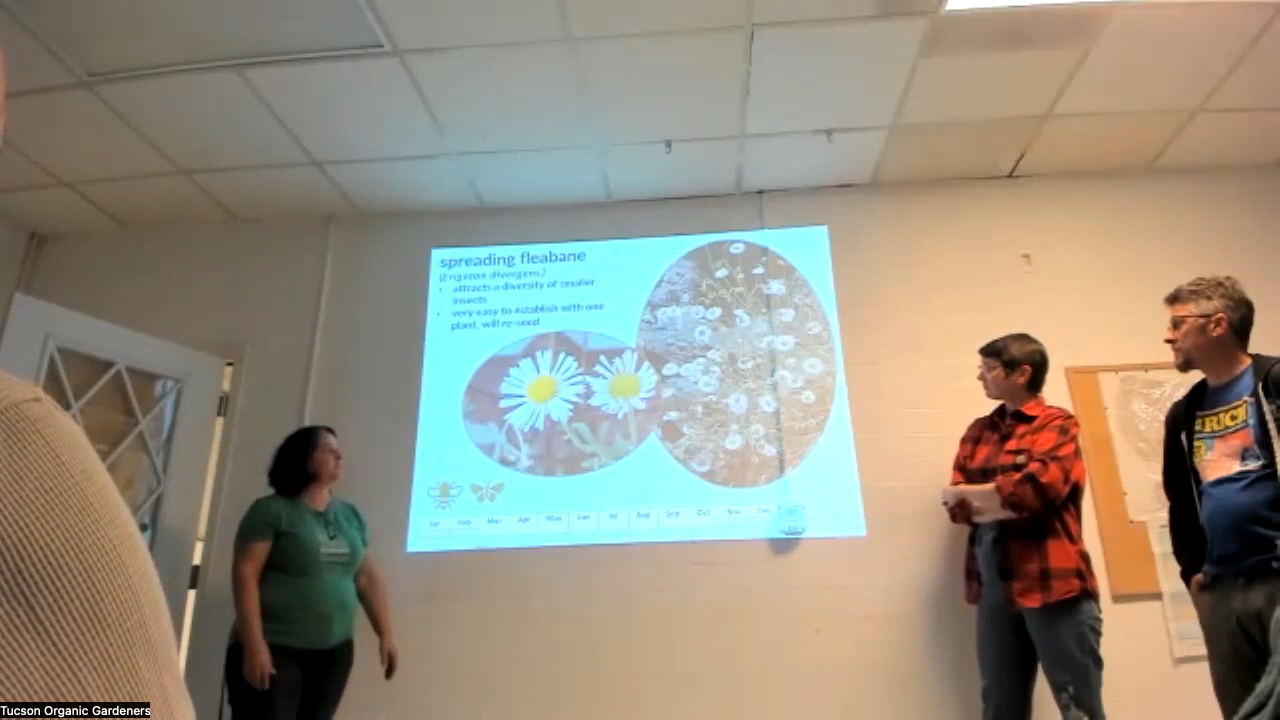 spreading fleabane
(Erigeron divergens)
• attracts a diversity of smaller
insects
• very easy to establish with one
plant, will re-seed
Jan Feb Mar Apr May Jun Jul Aug Sep Oct Nov Dec
RICH
Tucson Organic Gardeners